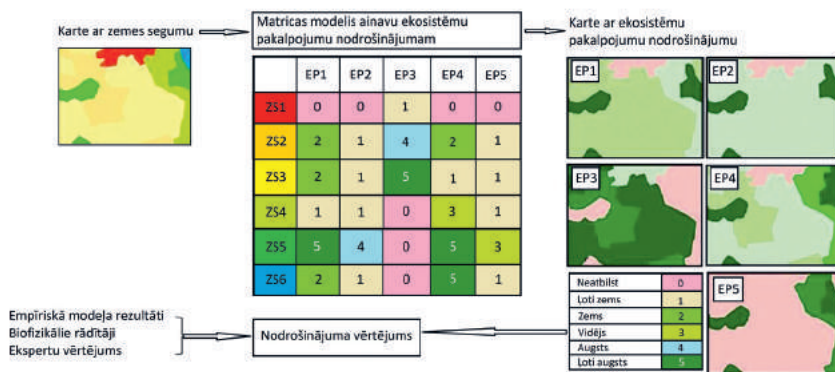 Karte ar zemes segumu
Matricas modelis ainavu ekosistēmu
pakalpojumu nodrošinājumam
Karte ar ekosistēmu
pakalpojumu nodrošinājumu
EP1 EP2 EP3 EP4 EP5
ZS1 0 0 1 0 0
ZS2 2 1 4 2 1
ZS3 2 1 5 1 1
ZS4 1 1 0 3 1
ZS5 5 4 0 5 3
ZS6 2 1 0 5 1
EP1
EP2
EP3
EP4
EP5
Neatbilst 0
Ļoti zems 1
Zems 2
Vidējs 3
Augsts 4
Ļoti augsts 5
Empīriskā modeļa rezultāti
Biofizikālie rādītāji
Ekspertu vērtējums
Nodrošinājuma vērtējums